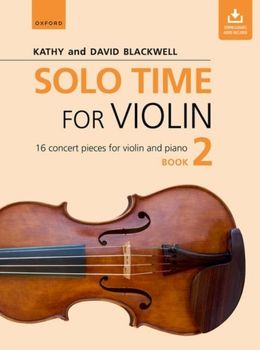 OXFORD
KATHY and DAVID BLACKWELL
DOWNLOADABLE
AUDIO INCLUDED
SOLO TIME
FOR VIOLIN
16 concert pieces for violin and piano
BOOK 2